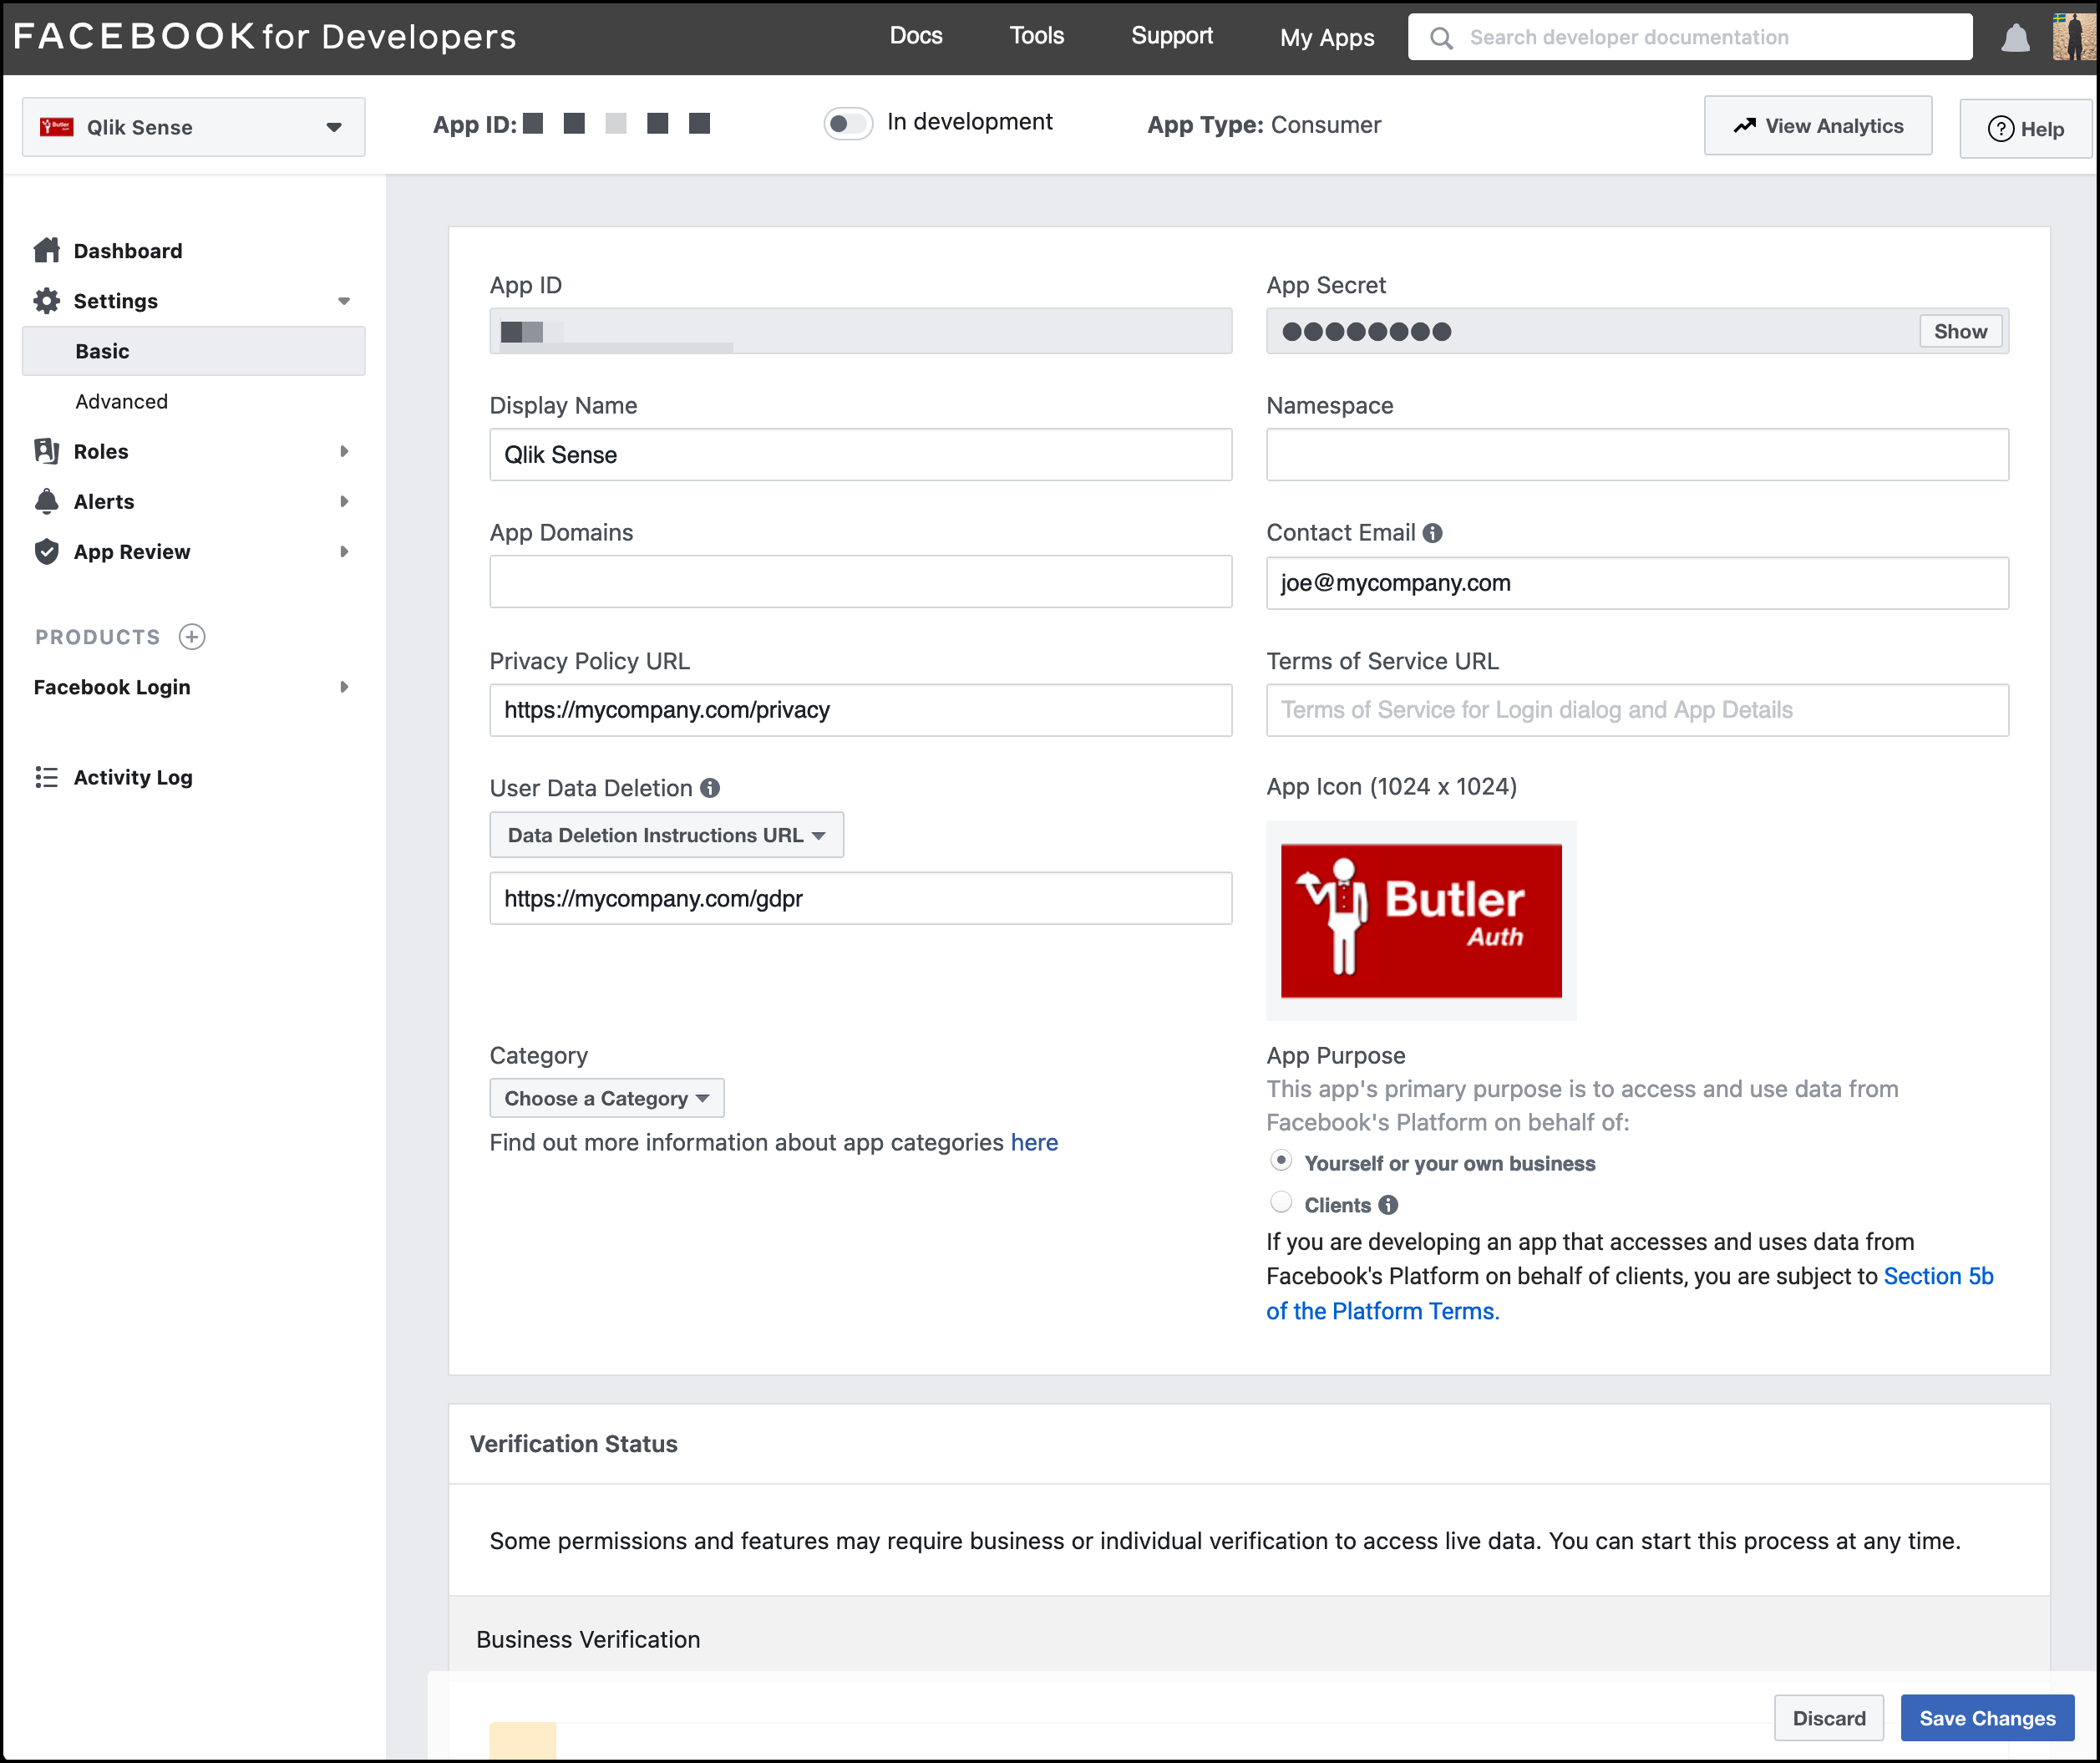 FACEBOOK for Developers
Docs
Tools
Support
My Apps
Search developer documentation
Qlik Sense
App ID:
In development
App Type: Consumer
View Analytics
Help
Dashboard
Settings
Basic
Advanced
Roles
Alerts
App Review
PRODUCTS
Facebook Login
Activity Log
App ID
App Secret
Show
Display Name
Qlik Sense
Namespace
App Domains
Contact Email
joe@mycompany.com
Privacy Policy URL
https://mycompany.com/privacy
Terms of Service URL
Terms of Service for Login dialog and App Details
User Data Deletion
Data Deletion Instructions URL
https://mycompany.com/gdpr
App Icon (1024 x 1024)
Butler
Auth
Category
Choose a Category
Find out more information about app categories here
App Purpose
This app's primary purpose is to access and use data from
Facebook's Platform on behalf of:
Yourself or your own business
Clients
If you are developing an app that accesses and uses data from
Facebook's Platform on behalf of clients, you are subject to Section 5b
of the Platform Terms.
Verification Status
Some permissions and features may require business or individual verification to access live data. You can start this process at any time.
Business Verification
Discard
Save Changes